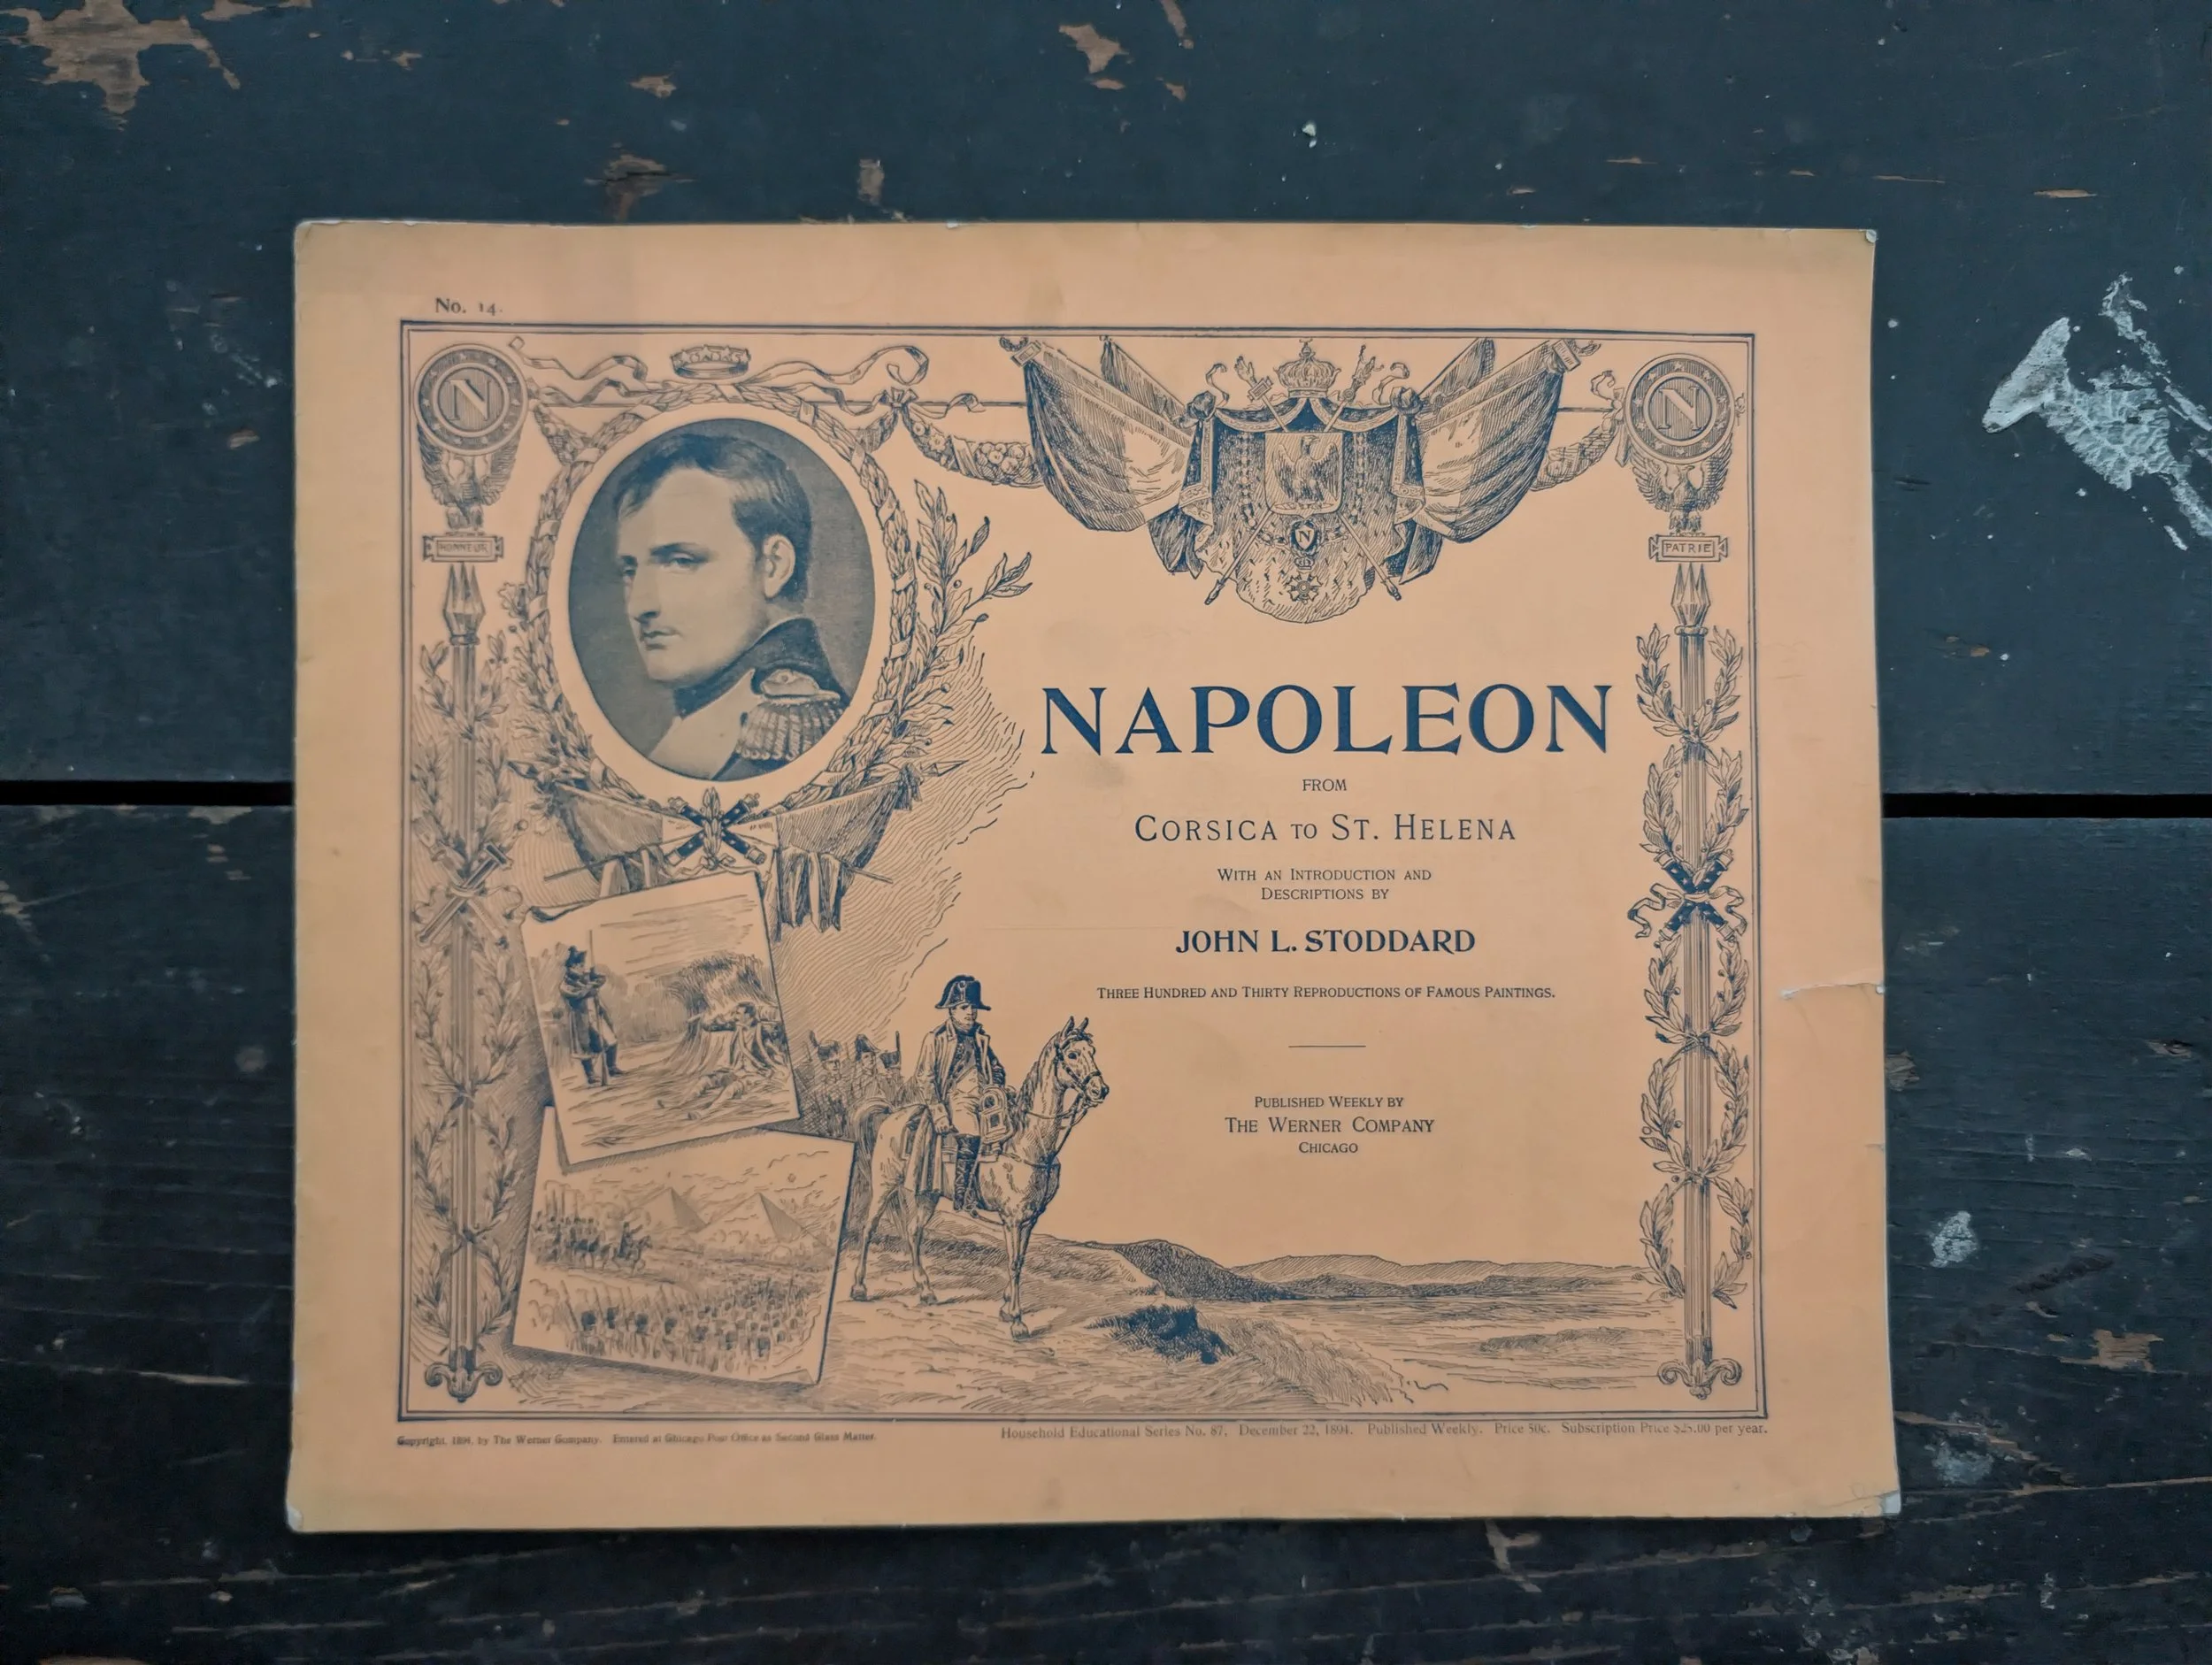 No. 14.
N
N
HONNEUR
PATRIE
N
NAPOLEON
FROM
CORSICA TO ST. HELENA
WITH AN INTRODUCTION AND
DESCRIPTIONS BY
JOHN L. STODDARD
THREE HUNDRED AND THIRTY REPRODUCTIONS OF FAMOUS PAINTINGS.
PUBLISHED WEEKLY BY
THE WERNER COMPANY
CHICAGO
Copyright, 1894, by The Werner Company. Entered at Chicago Post Office as Second Class Matter.
Household Educational Series No. 87. December 22, 1894. Published Weekly. Price 50c. Subscription Price $25.00 per year.